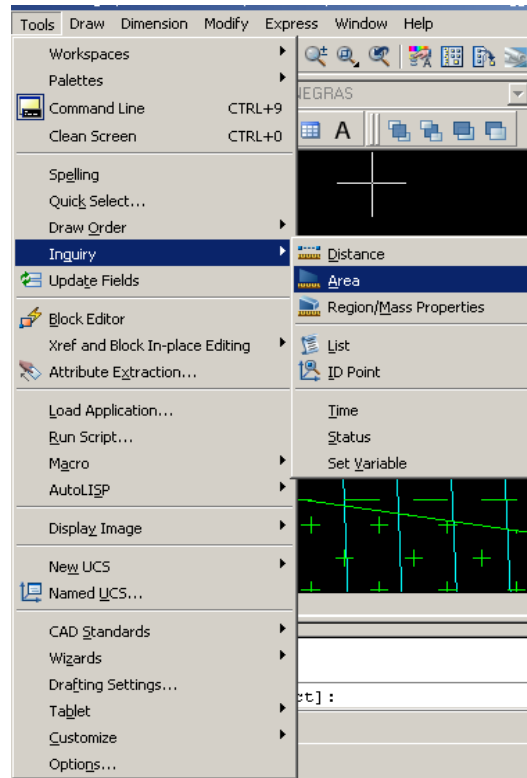 Tools Draw Dimension Modify Express Window Help
Workspaces
Palettes
Command Line CTRL+9
Clean Screen CTRL+0
Spelling
Quick Select...
Draw Order
Inquiry
Update Fields
Block Editor
Xref and Block In-place Editing
Attribute Extraction...
Load Application...
Run Script...
Macro
AutoLISP
Display Image
New UCS
Named UCS...
CAD Standards
Wizards
Drafting Settings...
Tablet
Customize
Options...
NEGRAS
A
Distance
Area
Region/Mass Properties
List
ID Point
Time
Status
Set Variable
ct]: